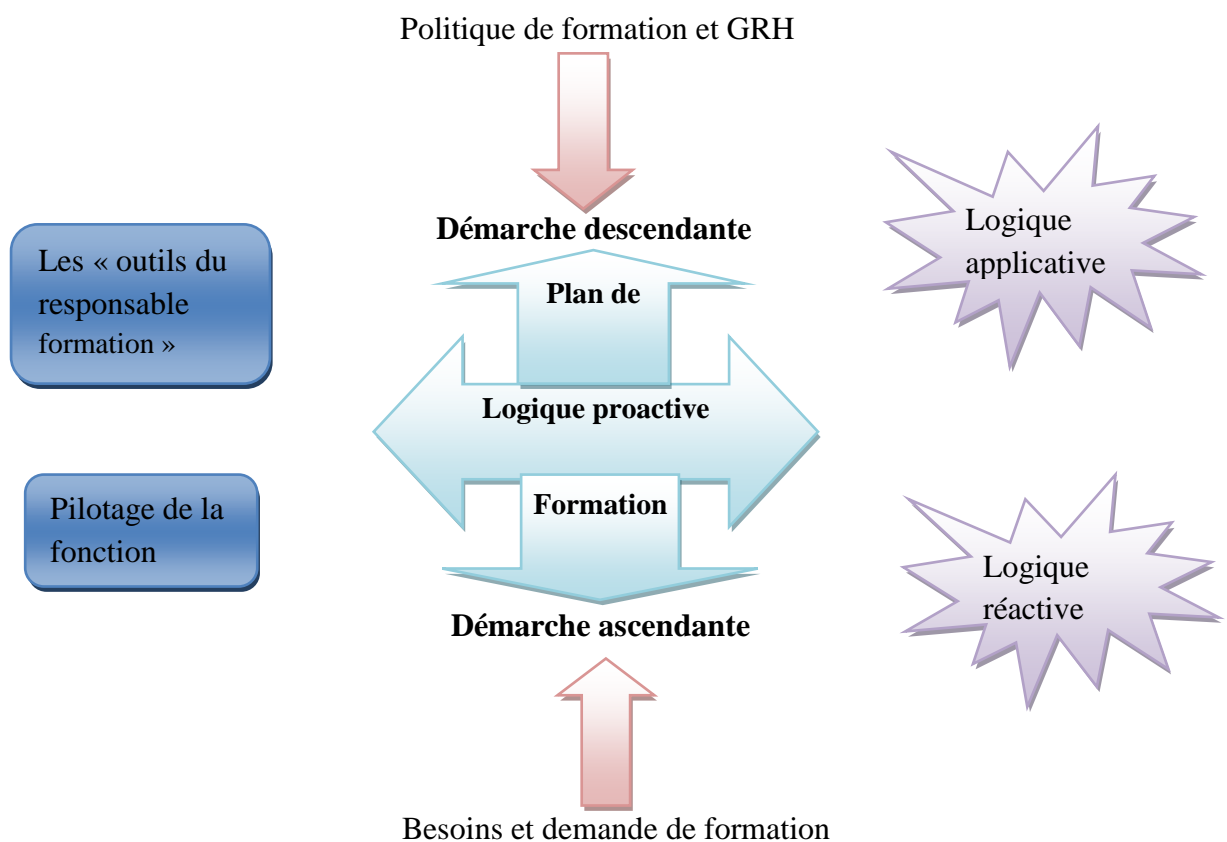 Politique de formation et GRH
Démarche descendante
Les « outils du
responsable
formation »
Plan de
Logique
applicative
Logique proactive
Pilotage de la
fonction
Formation
Logique
réactive
Démarche ascendante
Besoins et demande de formation